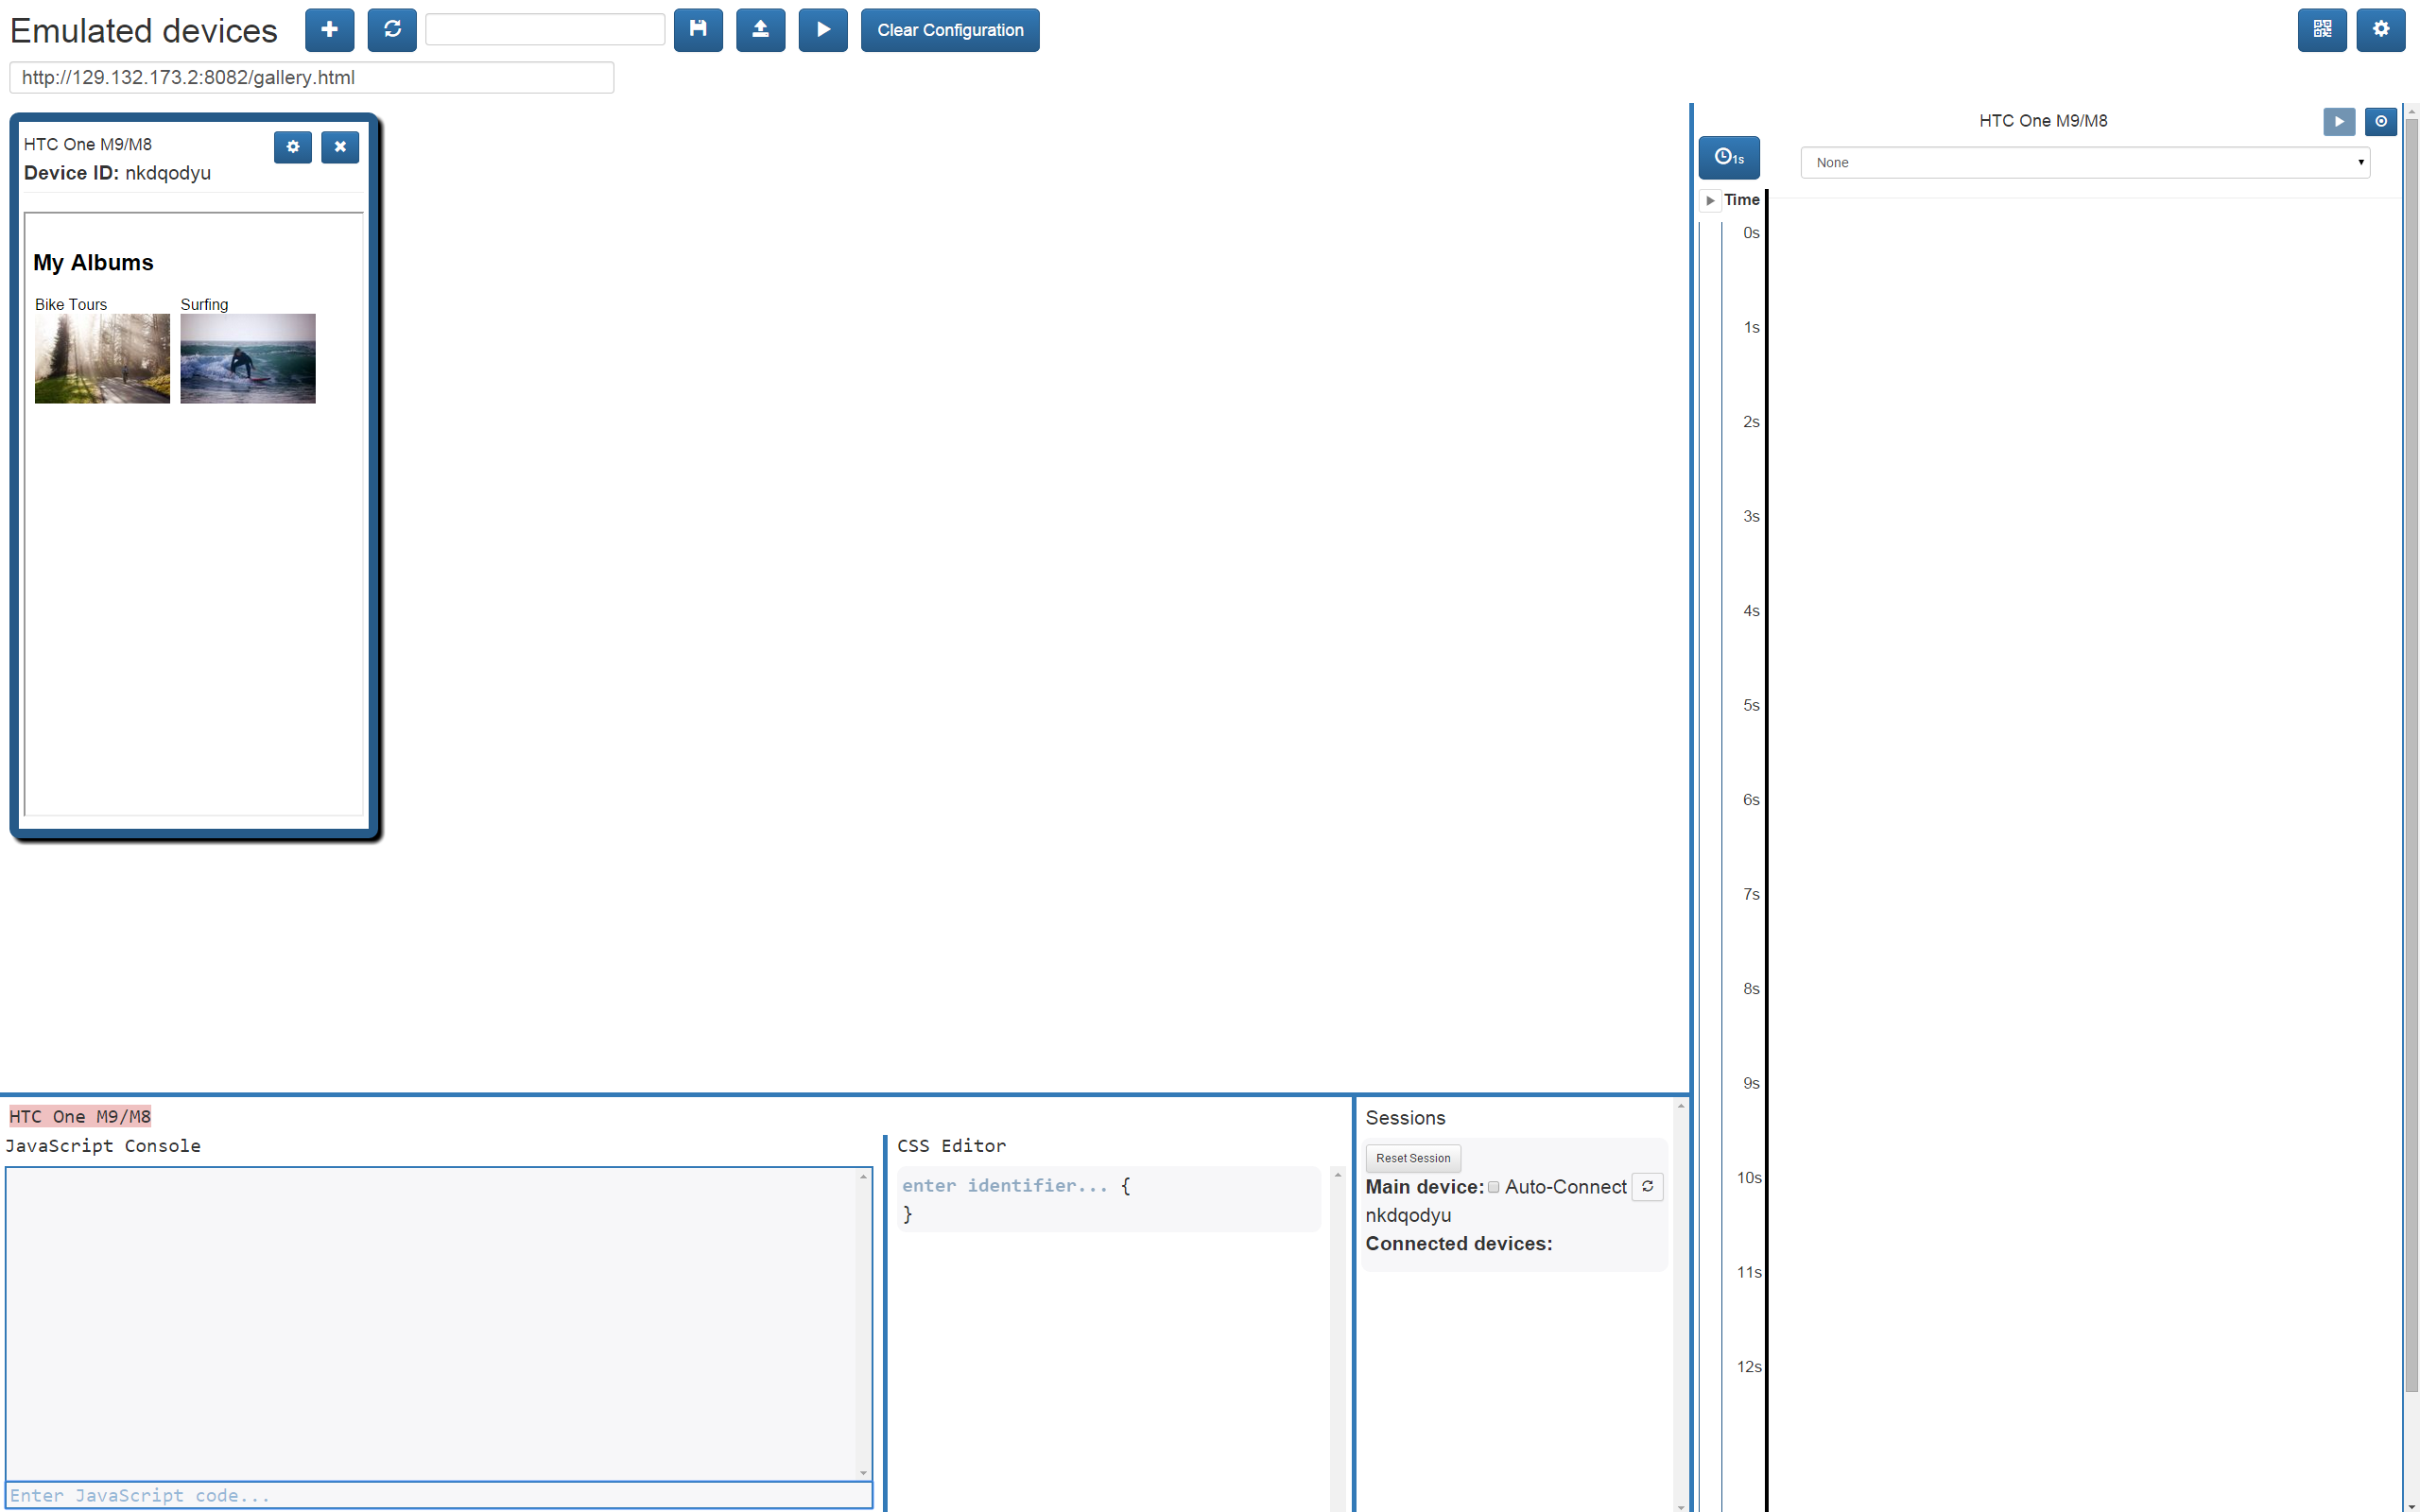 Emulated devices
Clear Configuration
http://129.132.173.2:8082/gallery.html
HTC One M9/M8
Device ID: nkdqodyu
My Albums
Bike Tours
Surfing
HTC One M9/M8
1s
None
Time
0s
1s
2s
3s
4s
5s
6s
7s
8s
9s
10s
11s
12s
HTC One M9/M8
JavaScript Console
Enter JavaScript code...
CSS Editor
enter identifier... {
}
Sessions
Reset Session
Main device: Auto-Connect
nkdqodyu
Connected devices: